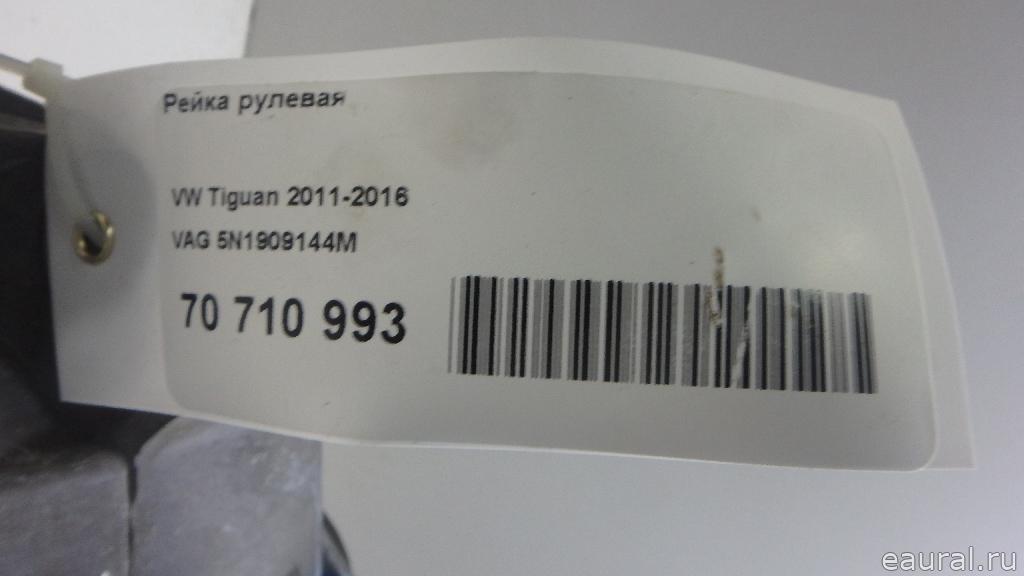 Рейка рулевая
VW Tiguan 2011-2016
VAG 5N1909144M
70 710 993
eaural.ru